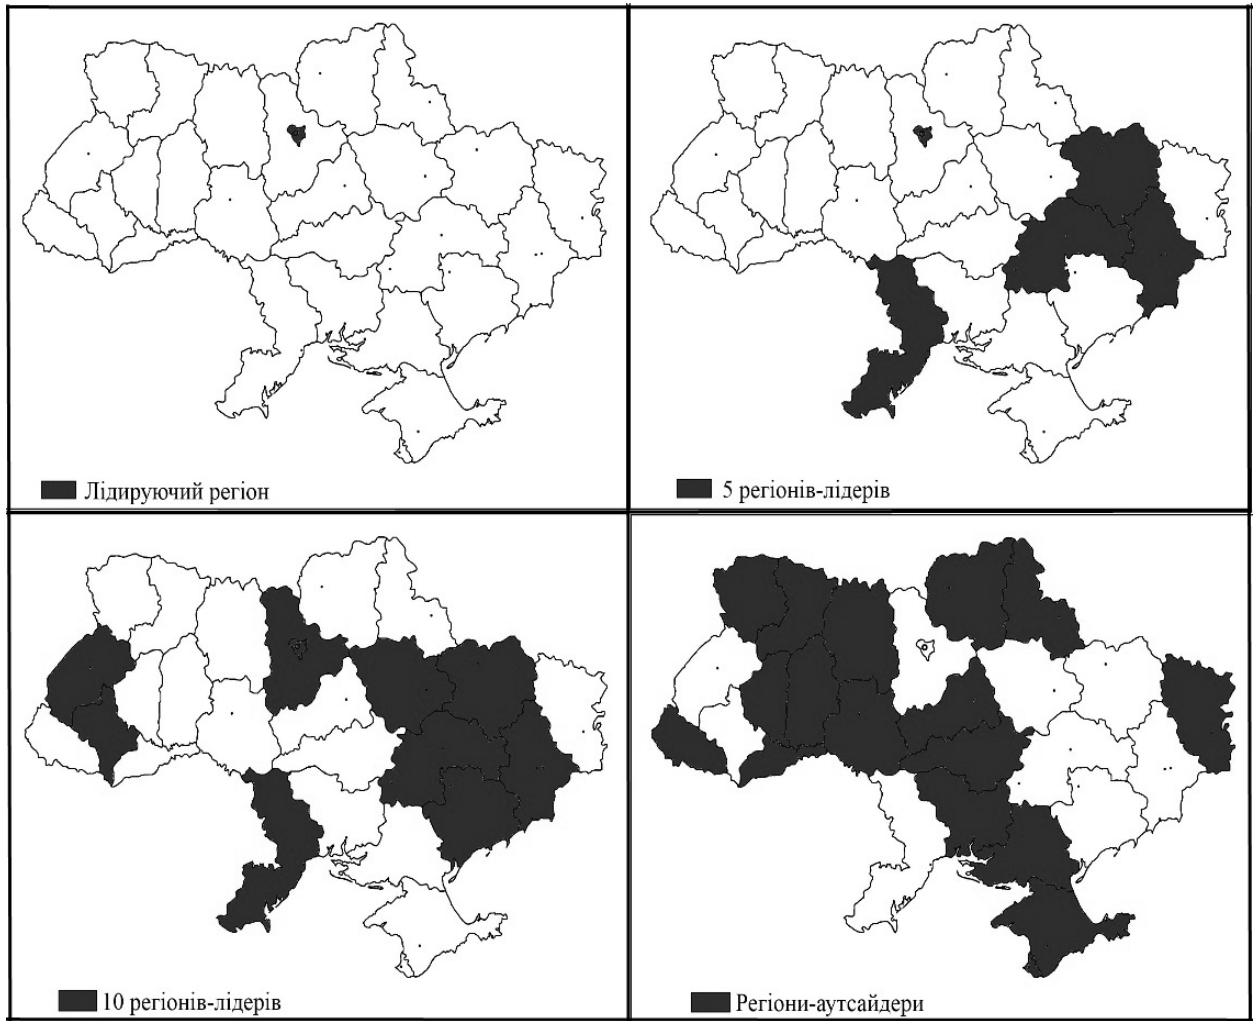 Лідируючий регіон
5 регіонів-лідерів
10 регіонів-лідерів
Регіони-аутсайдери